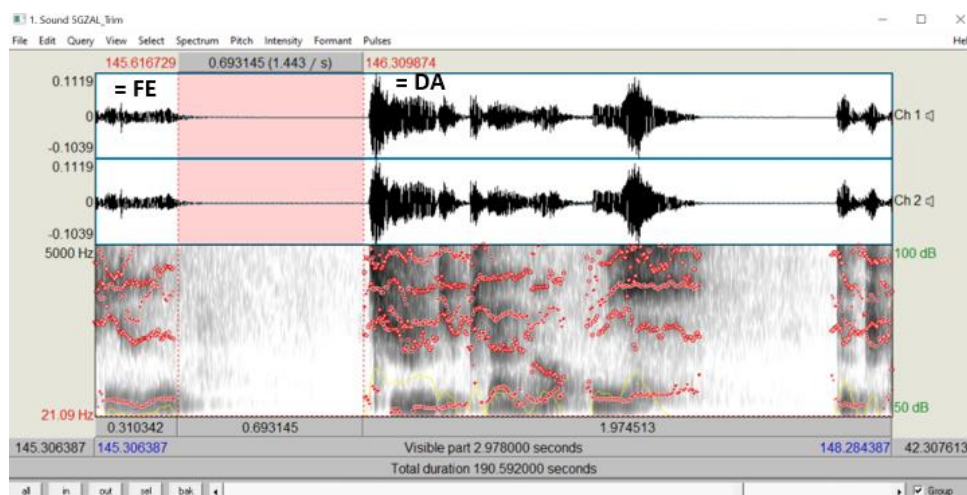 1. Sound 5GZAL_Trim
File Edit Query View Select Spectrum Pitch Intensity Formant Pulses Hel
145.616729 0.693145 (1.443 / s) 146.309874
0.1119 = FE = DA
0 Ch 1
-0.1039
0.1119
0 Ch 2
-0.1039
5000 Hz 100 dB
21.09 Hz 50 dB
0.310342 0.693145 1.974513
145.306387 145.306387 Visible part 2.978000 seconds 148.284387 42.307613
Total duration 190.592000 seconds
all in out sel bak Group